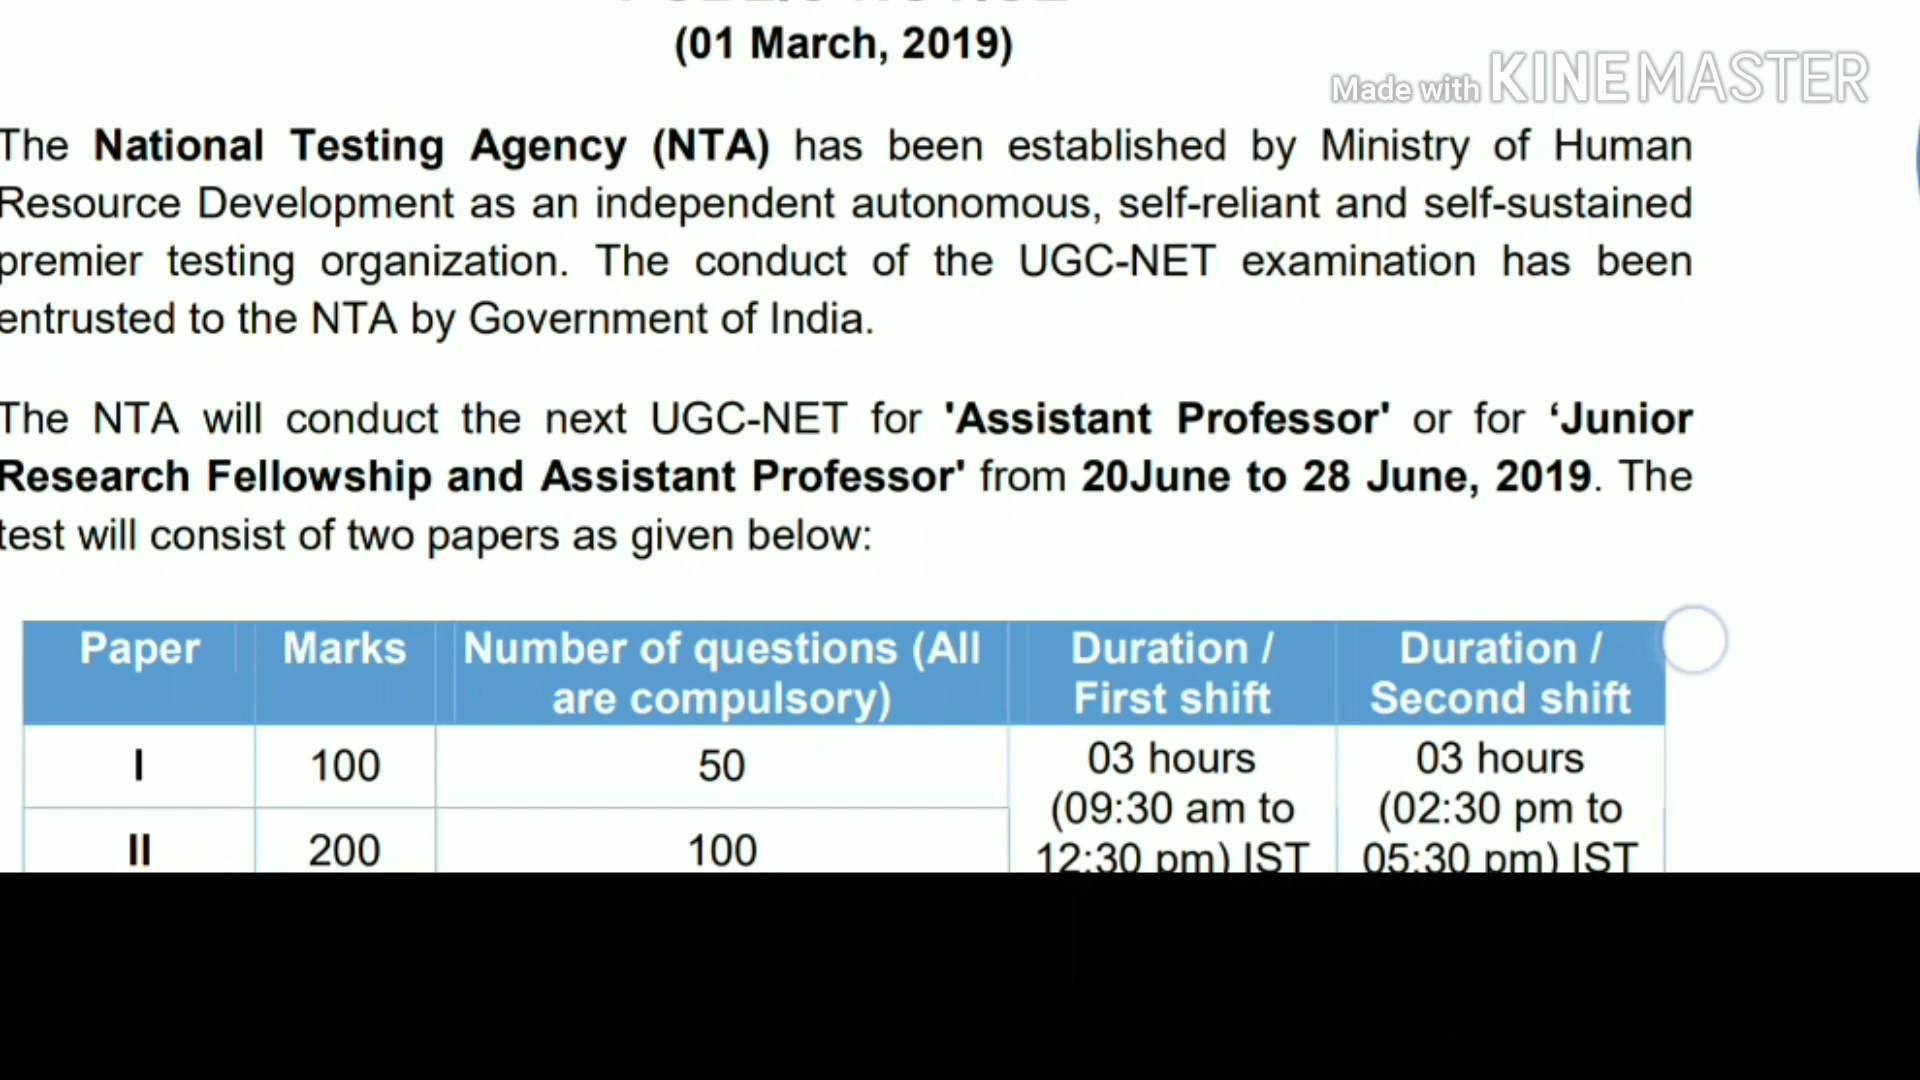 (01 March, 2019)
Made with KINEMASTER
The National Testing Agency (NTA) has been established by Ministry of Human
Resource Development as an independent autonomous, self-reliant and self-sustained
premier testing organization. The conduct of the UGC-NET examination has been
entrusted to the NTA by Government of India.
The NTA will conduct the next UGC-NET for 'Assistant Professor' or for ‘Junior
Research Fellowship and Assistant Professor' from 20June to 28 June, 2019. The
test will consist of two papers as given below:
Paper Marks Number of questions (All are compulsory) Duration / First shift Duration / Second shift
I 100 50 03 hours (09:30 am to 12:30 pm) IST 03 hours (02:30 pm to 05:30 pm) IST
II 200 100